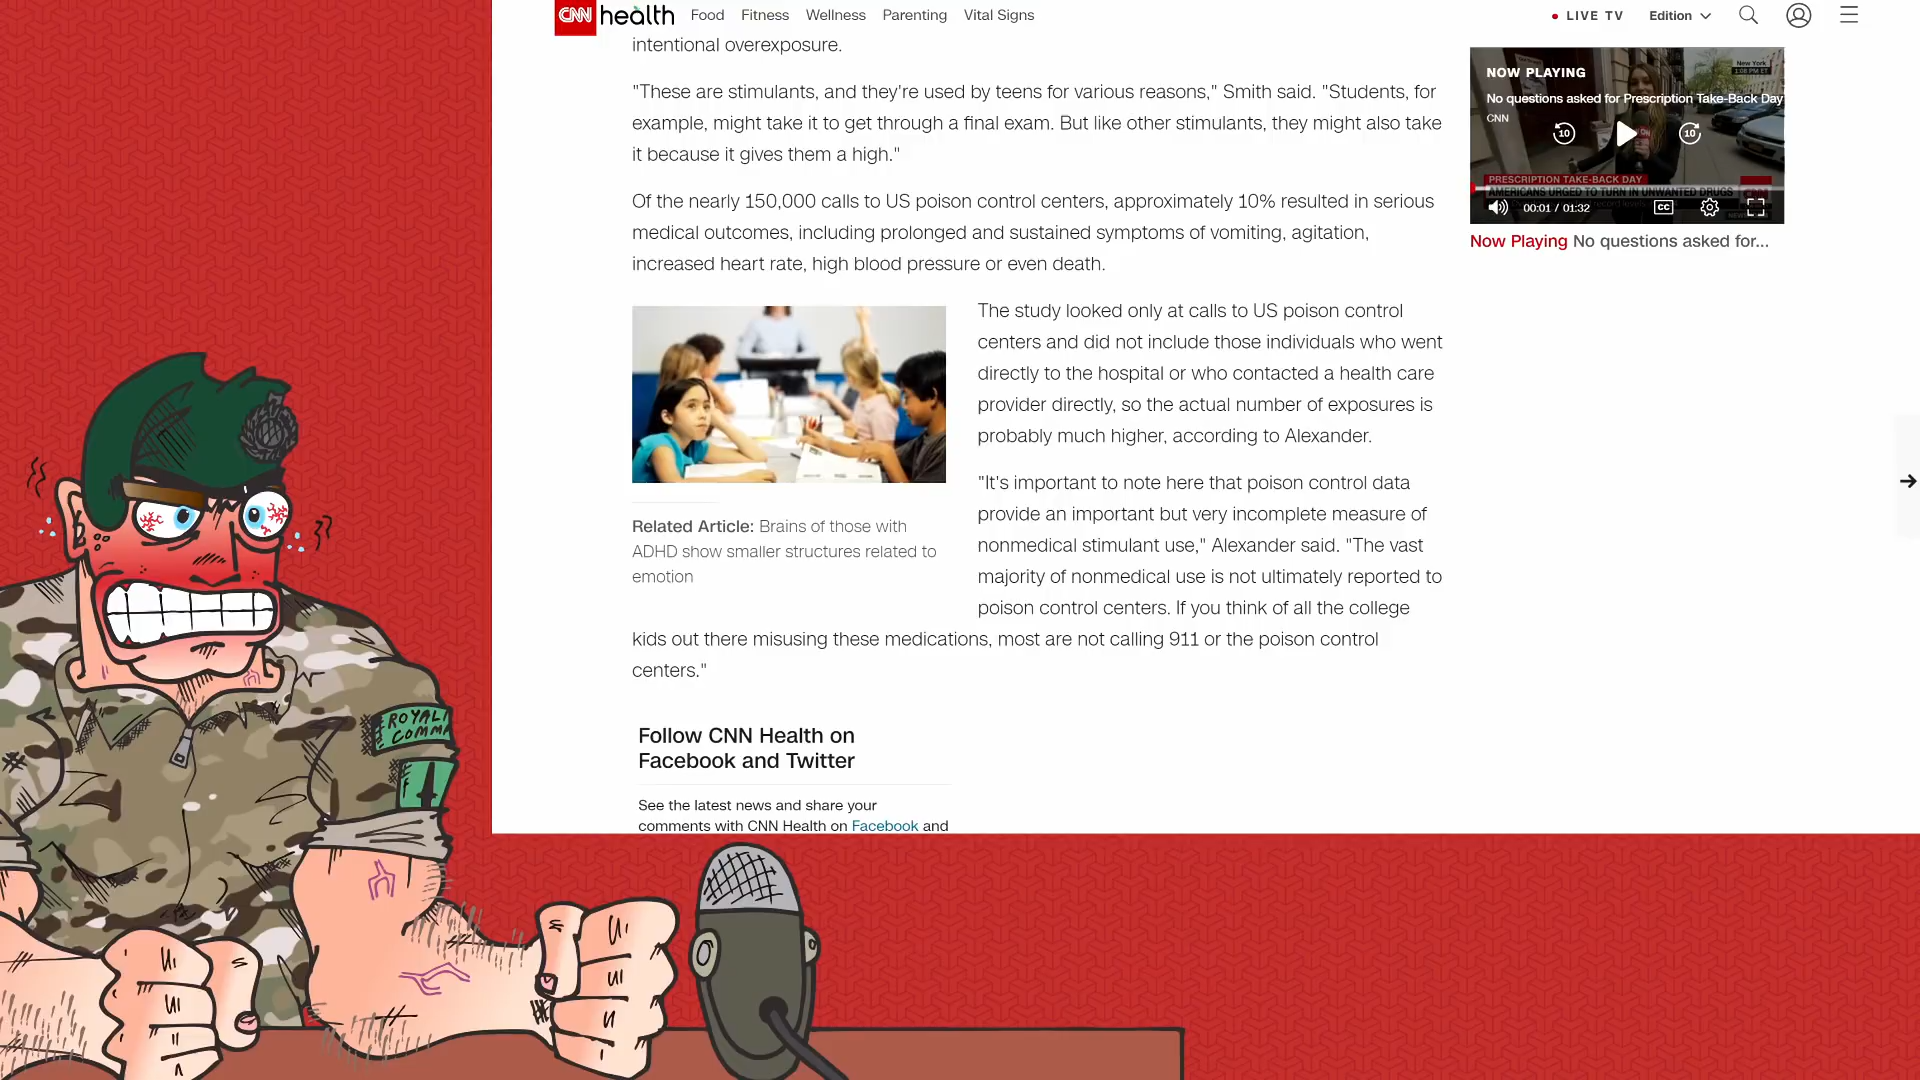 CNN health Food Fitness Wellness Parenting Vital Signs LIVE TV Edition
intentional overexposure.
"These are stimulants, and they're used by teens for various reasons," Smith said. "Students, for
example, might take it to get through a final exam. But like other stimulants, they might also take
it because it gives them a high."
Of the nearly 150,000 calls to US poison control centers, approximately 10% resulted in serious
medical outcomes, including prolonged and sustained symptoms of vomiting, agitation,
increased heart rate, high blood pressure or even death.
The study looked only at calls to US poison control
centers and did not include those individuals who went
directly to the hospital or who contacted a health care
provider directly, so the actual number of exposures is
probably much higher, according to Alexander.
"It's important to note here that poison control data
provide an important but very incomplete measure of
nonmedical stimulant use," Alexander said. "The vast
majority of nonmedical use is not ultimately reported to
poison control centers. If you think of all the college
kids out there misusing these medications, most are not calling 911 or the poison control
centers."
Related Article: Brains of those with
ADHD show smaller structures related to
emotion
Follow CNN Health on
Facebook and Twitter
See the latest news and share your
comments with CNN Health on Facebook and
NOW PLAYING
No questions asked for Prescription Take-Back Day
CNN
New York
1:08 PM ET
10
10
PRESCRIPTION TAKE-BACK DAY
AMERICANS URGED TO TURN IN UNWANTED DRUGS
00:01 / 01:32
CC
Now Playing No questions asked for...
ROYAL
COMMA